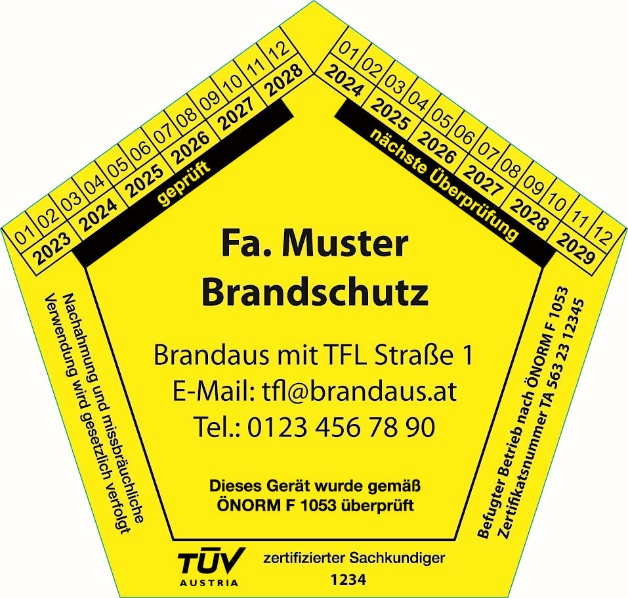 01 02 03 04 05 06 07 08 09 10 11 12
2023 2024 2025 2026 2027 2028
geprüft
01 02 03 04 05 06 07 08 09 10 11 12
2024 2025 2026 2027 2028 2029
nächste Überprüfung
Fa. Muster
Brandschutz
Brandaus mit TFL Straße 1
E-Mail: tfl@brandaus.at
Tel.: 0123 456 78 90
Dieses Gerät wurde gemäß
ÖNORM F 1053 überprüft
Nachahmung und missbräuchliche
Verwendung wird gesetzlich verfolgt
Befugter Betrieb nach ÖNORM F 1053
Zertifikatsnummer TA 563 23 12345
TÜV
AUSTRIA
zertifizierter Sachkundiger
1234